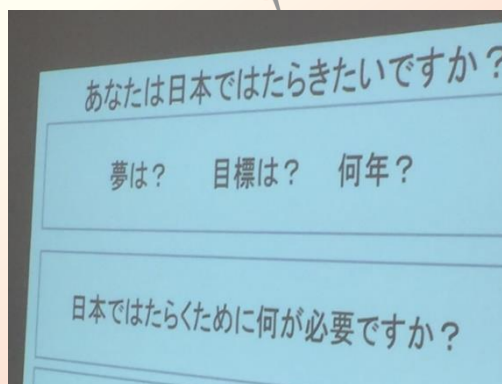 あなたは日本ではたらきたいですか？
夢は？ 目標は？ 何年？
日本ではたらくために何が必要ですか？